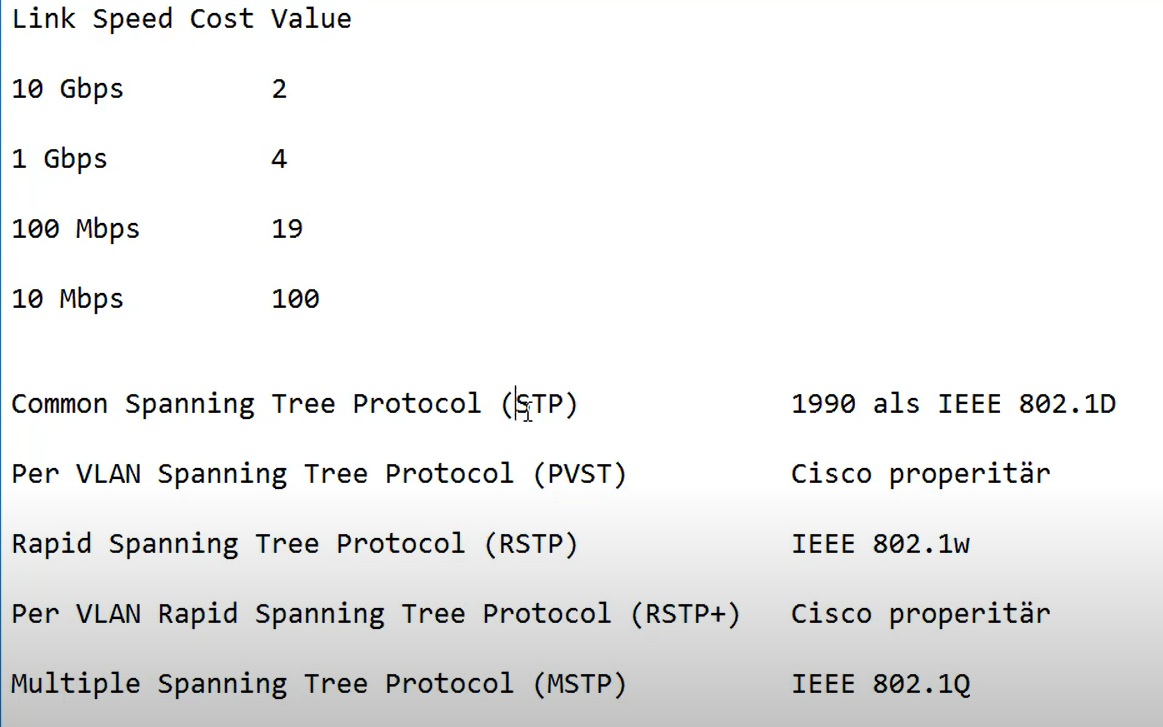 Link Speed Cost Value
10 Gbps 2
1 Gbps 4
100 Mbps 19
10 Mbps 100
Common Spanning Tree Protocol (STP) 1990 als IEEE 802.1D
Per VLAN Spanning Tree Protocol (PVST) Cisco properitär
Rapid Spanning Tree Protocol (RSTP) IEEE 802.1w
Per VLAN Rapid Spanning Tree Protocol (RSTP+) Cisco properitär
Multiple Spanning Tree Protocol (MSTP) IEEE 802.1Q